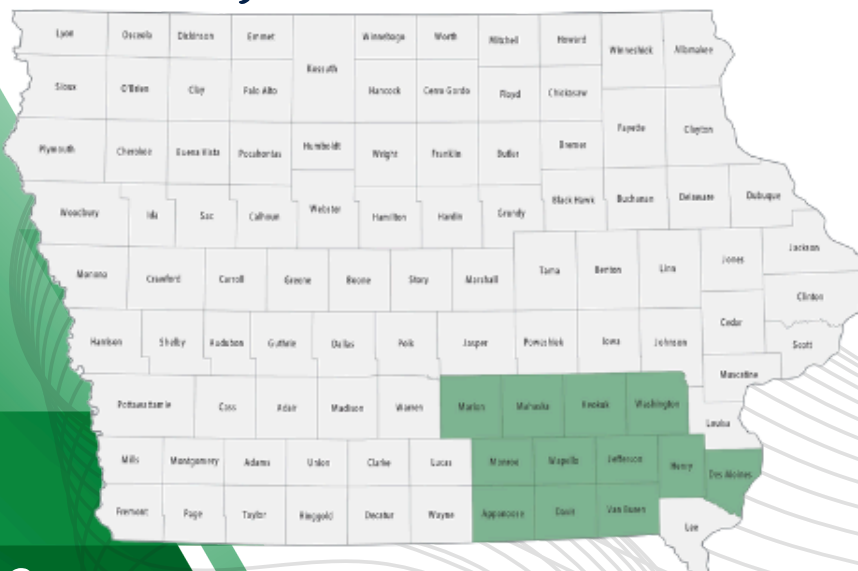 Lyon Osceola Dickinson Emmet Winnebago Worth Mitchell Howard
Kossuth Winneshiek Allamakee
Sioux O'Brien Clay Palo Alto Hancock Cerro Gordo Floyd Chickasaw
Plymouth Cherokee Buena Vista Pocahontas Humboldt Wright Franklin Butler Bremer Fayette Clayton
Woodbury Ida Sac Calhoun Webster Hamilton Hardin Grundy Black Hawk Buchanan Delaware Dubuque
Monona Crawford Carroll Greene Boone Story Marshall Tama Benton Linn Jones Jackson
Clinton
Harrison Shelby Audubon Guthrie Dallas Polk Jasper Poweshiek Iowa Johnson Cedar Scott
Muscatine
Pottawattamie Cass Adair Madison Warren Marion Mahaska Keokuk Washington
Louisa
Mills Montgomery Adams Union Clarke Lucas Monroe Wapello Jefferson Henry Des Moines
Fremont Page Taylor Ringgold Decatur Wayne Appanoose Davis Van Buren
Lee